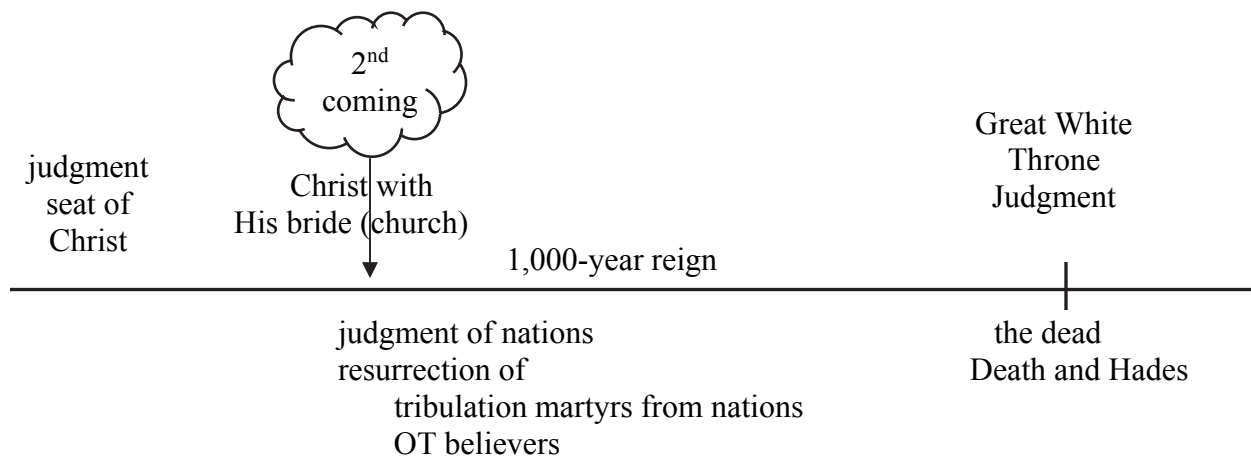 2nd
coming
Great White
Throne
Judgment
judgment
seat of
Christ
Christ with
His bride (church)
1,000-year reign
judgment of nations
resurrection of
tribulation martyrs from nations
OT believers
the dead
Death and Hades